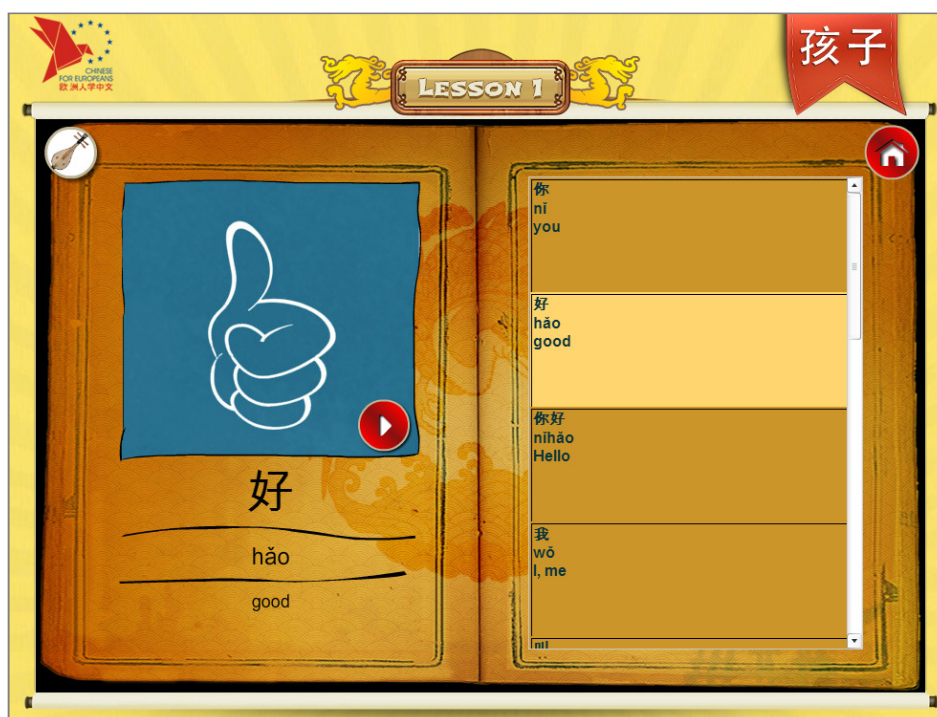 CHINESE
FOR EUROPEANS
欧洲人学中文
LESSON 1
孩子
好
hǎo
good
你
nǐ
you
好
hǎo
good
你好
nǐhǎo
Hello
我
wǒ
I, me